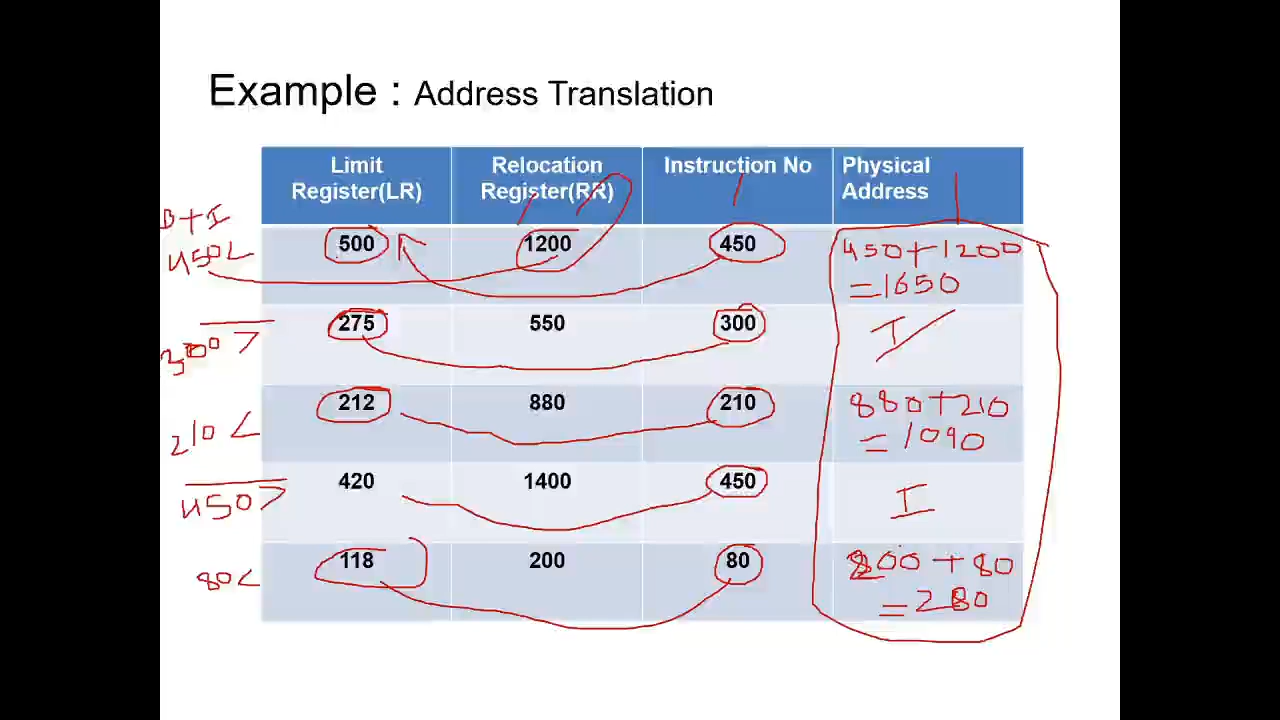 Example : Address Translation
Limit Register(LR) Relocation Register(RR) Instruction No Physical Address
B+I
450< 500 1200 450 450+1200
=1650
300> 275 550 300 I
210< 212 880 210 880+210
=1090
450> 420 1400 450 I
80< 118 200 80 200+80
=280